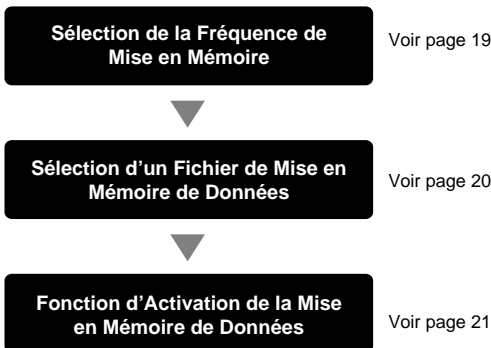 Sélection de la Fréquence de
Mise en Mémoire
Voir page 19
Sélection d'un Fichier de Mise en
Mémoire de Données
Voir page 20
Fonction d'Activation de la Mise
en Mémoire de Données
Voir page 21